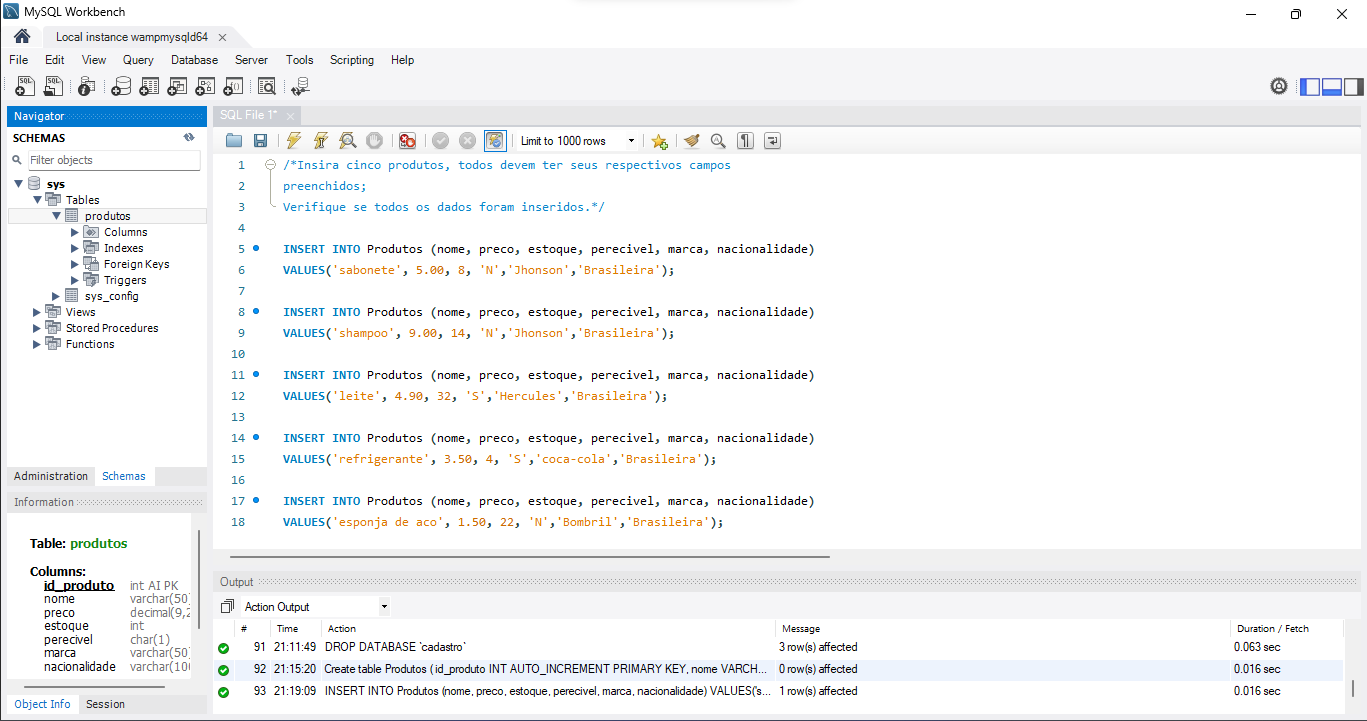 MySQL Workbench
Local instance wampmysqld64
File Edit View Query Database Server Tools Scripting Help
Navigator
SCHEMAS
Filter objects
sys
Tables
produtos
Columns
Indexes
Foreign Keys
Triggers
sys_config
Views
Stored Procedures
Functions
Administration Schemas
Information
Table: produtos
Columns:
id_produto int AI PK
nome varchar(50)
preco decimal(9,2
estoque int
perecivel char(1)
marca varchar(50)
nacionalidade varchar(10
Object Info Session
SQL File 1*
Limit to 1000 rows
1 /*Insira cinco produtos, todos devem ter seus respectivos campos
2 preenchidos;
3 Verifique se todos os dados foram inseridos.*/
4
5 INSERT INTO Produtos (nome, preco, estoque, perecivel, marca, nacionalidade)
6 VALUES('sabonete', 5.00, 8, 'N','Jhonson','Brasileira');
7
8 INSERT INTO Produtos (nome, preco, estoque, perecivel, marca, nacionalidade)
9 VALUES('shampoo', 9.00, 14, 'N','Jhonson','Brasileira');
10
11 INSERT INTO Produtos (nome, preco, estoque, perecivel, marca, nacionalidade)
12 VALUES('leite', 4.90, 32, 'S','Hercules','Brasileira');
13
14 INSERT INTO Produtos (nome, preco, estoque, perecivel, marca, nacionalidade)
15 VALUES('refrigerante', 3.50, 4, 'S','coca-cola','Brasileira');
16
17 INSERT INTO Produtos (nome, preco, estoque, perecivel, marca, nacionalidade)
18 VALUES('esponja de aco', 1.50, 22, 'N','Bombril','Brasileira');
Output
Action Output
# Time Action Message Duration / Fetch
91 21:11:49 DROP DATABASE `cadastro` 3 row(s) affected 0.063 sec
92 21:15:20 Create table Produtos ( id_produto INT AUTO_INCREMENT PRIMARY KEY, nome VARCH... 0 row(s) affected 0.016 sec
93 21:19:09 INSERT INTO Produtos (nome, preco, estoque, perecivel, marca, nacionalidade) VALUES('s... 1 row(s) affected 0.016 sec